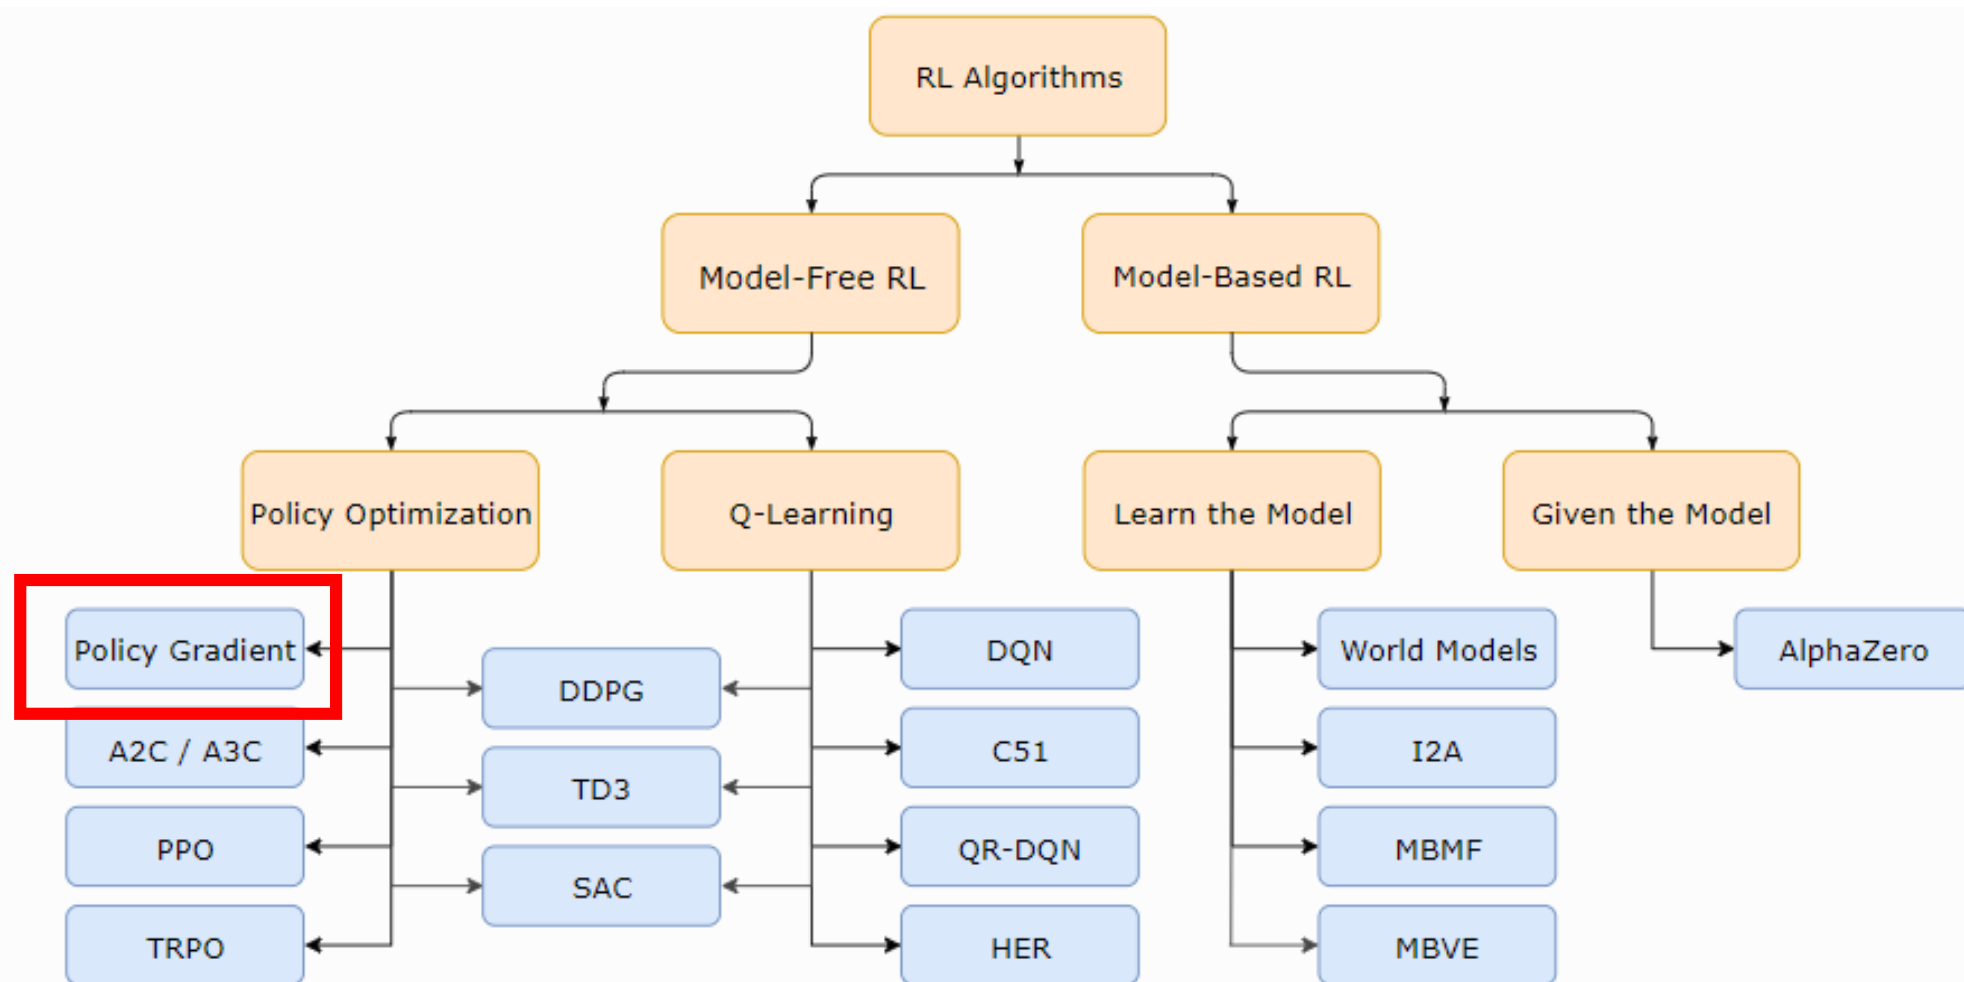 RL Algorithms
Model-Free RL
Model-Based RL
Policy Optimization
Q-Learning
Learn the Model
Given the Model
Policy Gradient
DDPG
DQN
World Models
AlphaZero
A2C / A3C
TD3
C51
I2A
PPO
SAC
QR-DQN
MBMF
TRPO
HER
MBVE